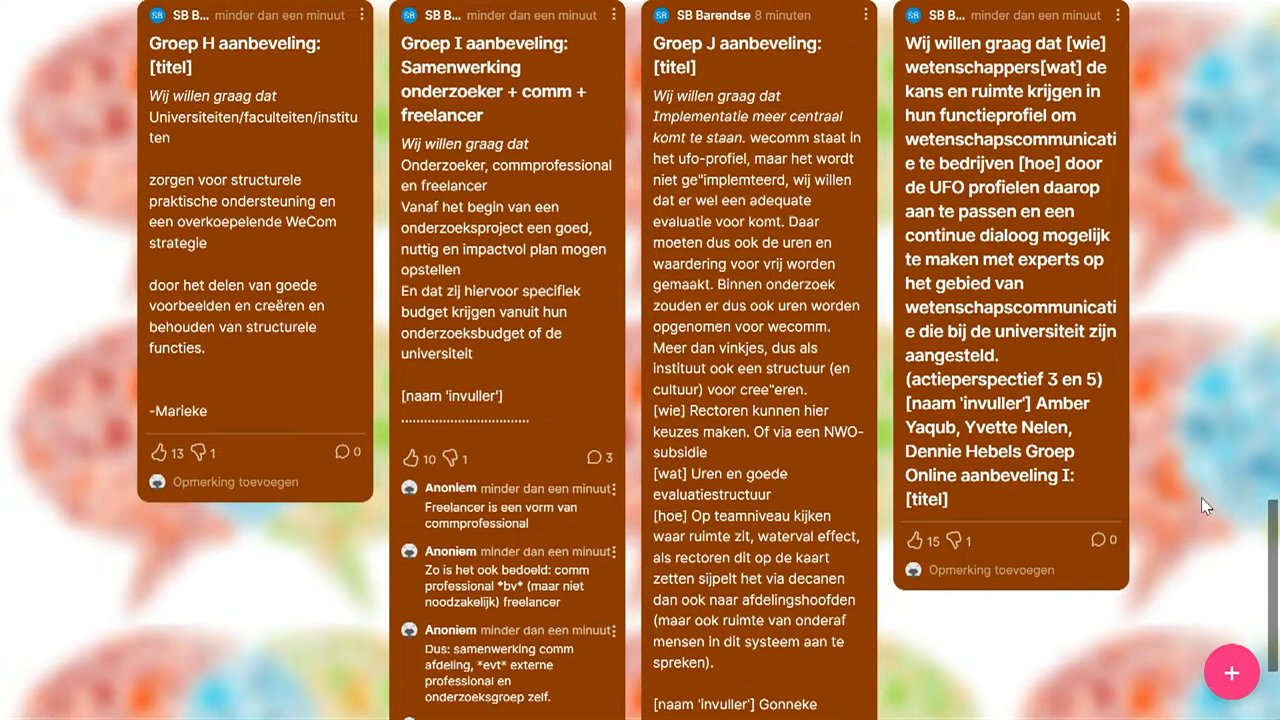 SB B... minder dan een minuut
Groep H aanbeveling:
[titel]
Wij willen graag dat
Universiteiten/faculteiten/institu
ten
zorgen voor structurele
praktische ondersteuning en
een overkoepelende WeCom
strategie
door het delen van goede
voorbeelden en creëren en
behouden van structurele
functies.
-Marieke
13 1 0
Opmerking toevoegen
SB B... minder dan een minuut
Groep I aanbeveling:
Samenwerking
onderzoeker + comm +
freelancer
Wij willen graag dat
Onderzoeker, commprofessional
en freelancer
Vanaf het begin van een
onderzoeksproject een goed,
nuttig en impactvol plan mogen
opstellen
En dat zij hiervoor specifiek
budget krijgen vanuit hun
onderzoeksbudget of de
universiteit
[naam 'invuller']
..................................
10 1 3
Anoniem minder dan een minuut
Freelancer is een vorm van
commprofessional
Anoniem minder dan een minuut
Zo is het ook bedoeld: comm
professional *bv* (maar niet
noodzakelijk) freelancer
Anoniem minder dan een minuut
Dus: samenwerking comm
afdeling, *evt* externe
professional en
onderzoeksgroep zelf.
SB Barendse 8 minuten
Groep J aanbeveling:
[titel]
Wij willen graag dat
Implementatie meer centraal
komt te staan. wecomm staat in
het ufo-profiel, maar het wordt
niet ge"implemteerd, wij willen
dat er wel een adequate
evaluatie voor komt. Daar
moeten dus ook de uren en
waardering voor vrij worden
gemaakt. Binnen onderzoek
zouden er dus ook uren worden
opgenomen voor wecomm.
Meer dan vinkjes, dus als
instituut ook een structuur (en
cultuur) voor cree"eren.
[wie] Rectoren kunnen hier
keuzes maken. Of via een NWO-
subsidie
[wat] Uren en goede
evaluatiestructuur
[hoe] Op teamniveau kijken
waar ruimte zit, waterval effect,
als rectoren dit op de kaart
zetten sijpelt het via decanen
dan ook naar afdelingshoofden
(maar ook ruimte van onderaf
mensen in dit systeem aan te
spreken).
[naam 'invuller'] Gonneke
SB B... minder dan een minuut
Wij willen graag dat [wie]
wetenschappers[wat] de
kans en ruimte krijgen in
hun functieprofiel om
wetenschapscommunicati
e te bedrijven [hoe] door
de UFO profielen daarop
aan te passen en een
continue dialoog mogelijk
te maken met experts op
het gebied van
wetenschapscommunicati
e die bij de universiteit zijn
aangesteld.
(actieperspectief 3 en 5)
[naam 'invuller'] Amber
Yaqub, Yvette Nelen,
Dennie Hebels Groep
Online aanbeveling I:
[titel]
15 1 0
Opmerking toevoegen